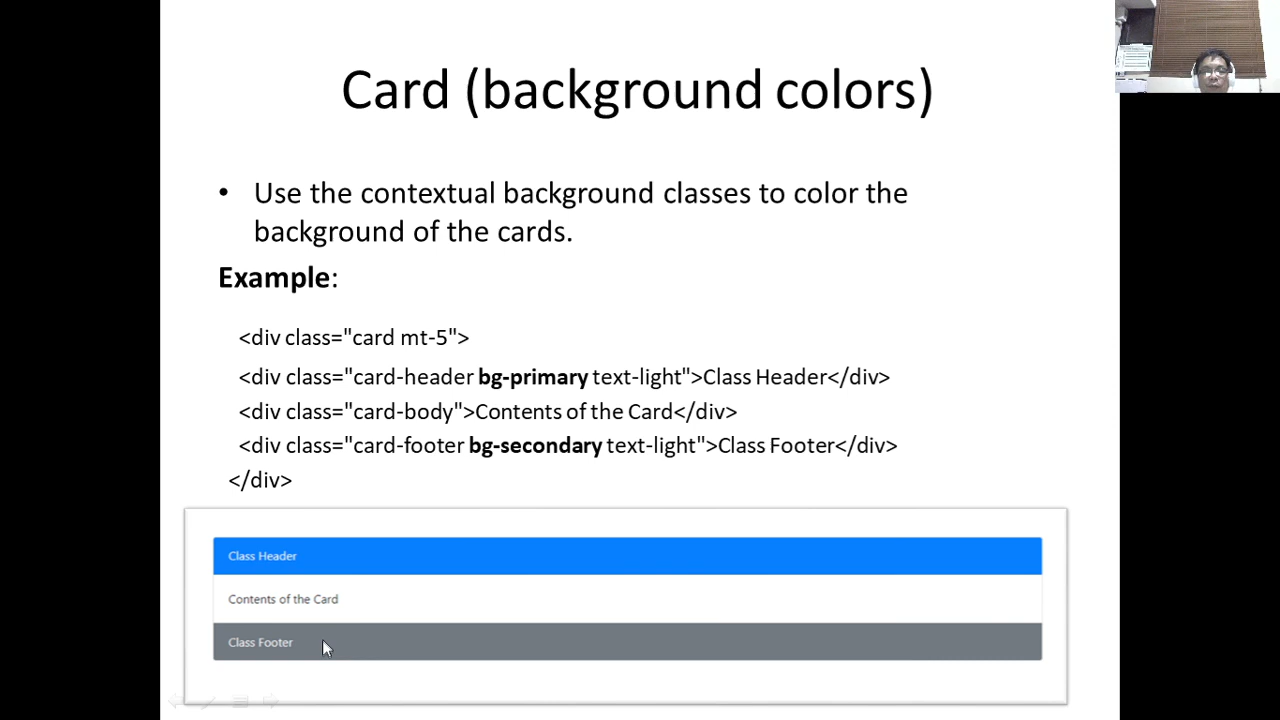 Card (background colors)
• Use the contextual background classes to color the
background of the cards.
Example:
<div class="card mt-5">
<div class="card-header bg-primary text-light">Class Header</div>
<div class="card-body">Contents of the Card</div>
<div class="card-footer bg-secondary text-light">Class Footer</div>
</div>
Class Header
Contents of the Card
Class Footer